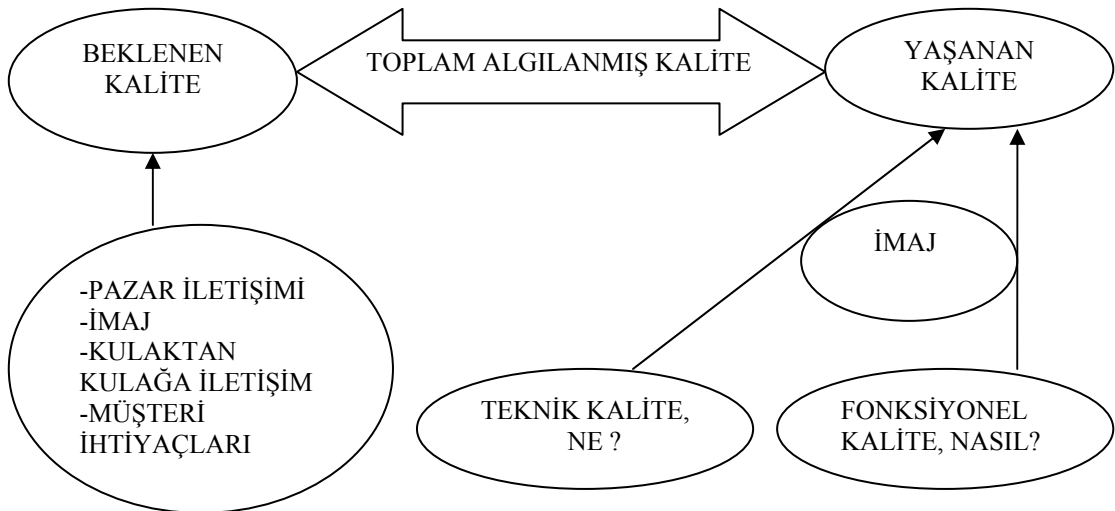 BEKLENEN
KALİTE
TOPLAM ALGILANMIŞ KALİTE
YAŞANAN
KALİTE
İMAJ
-PAZAR İLETİŞİMİ
-İMAJ
-KULAKTAN
KULAĞA İLETİŞİM
-MÜŞTERİ
İHTİYAÇLARI
TEKNİK KALİTE,
NE ?
FONKSİYONEL
KALİTE, NASIL?